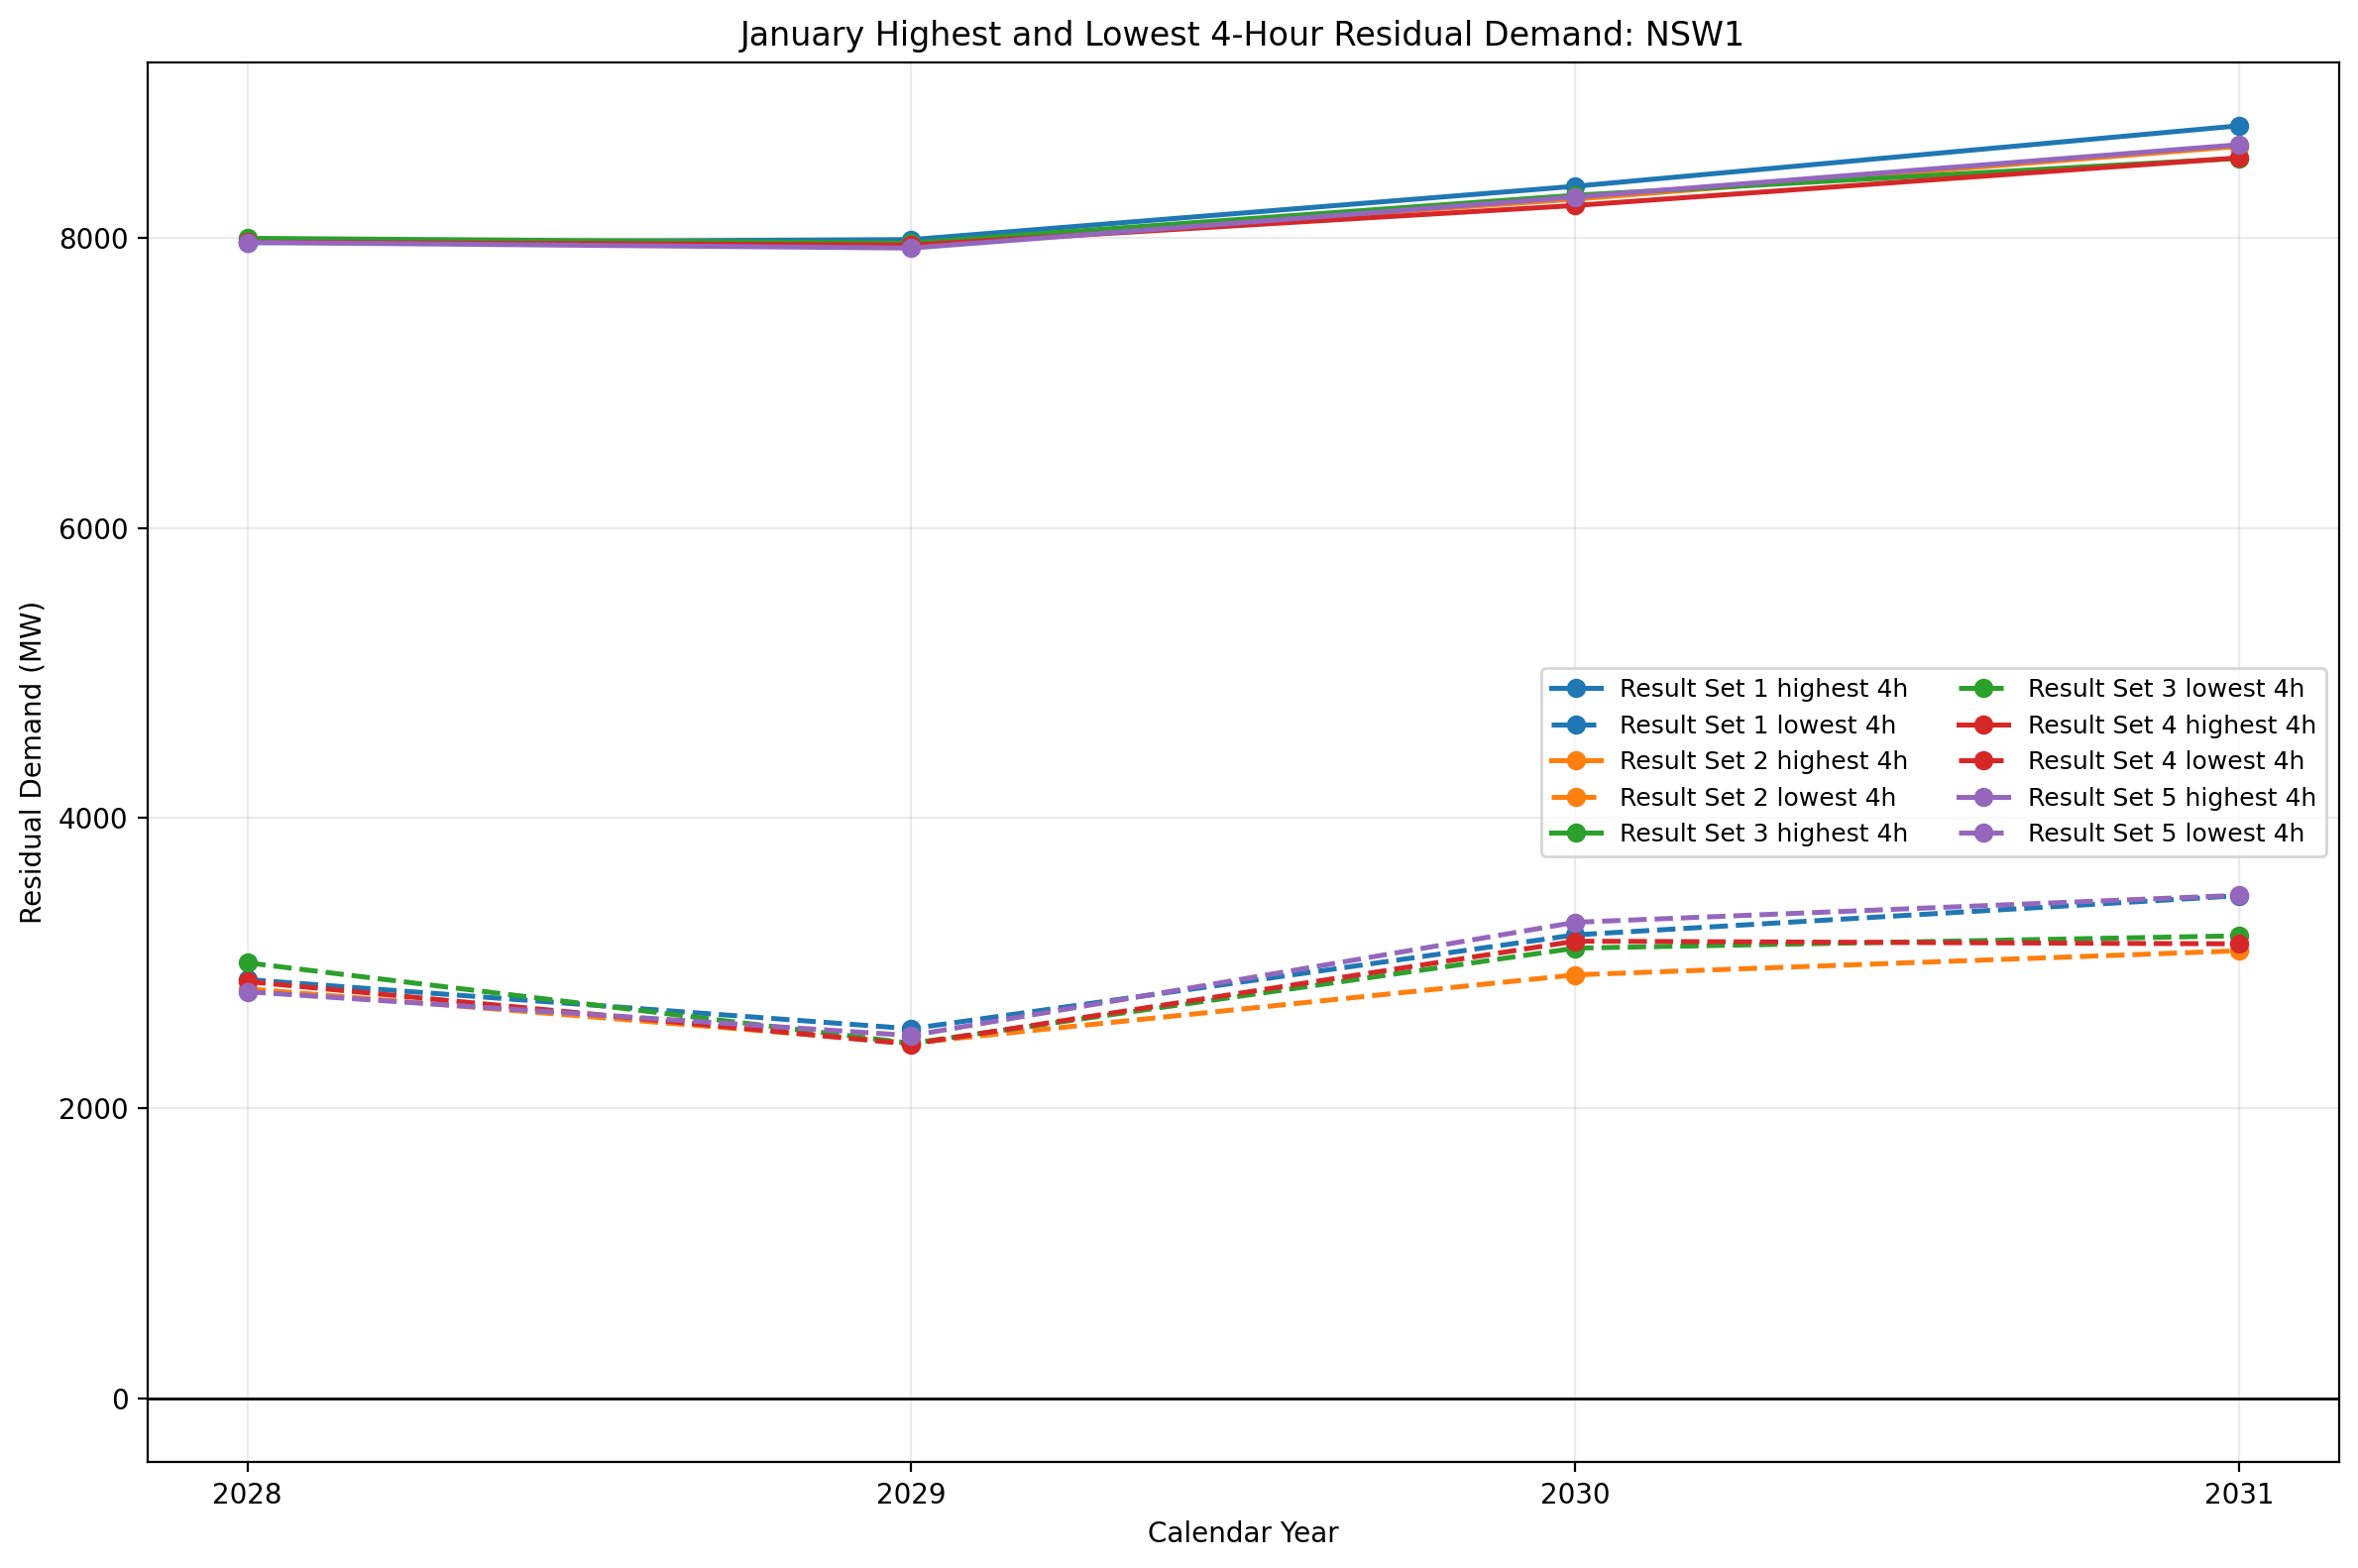 January Highest and Lowest 4-Hour Residual Demand: NSW1
Residual Demand (MW)
8000
6000
4000
2000
0
Result Set 1 highest 4h
Result Set 1 lowest 4h
Result Set 2 highest 4h
Result Set 2 lowest 4h
Result Set 3 highest 4h
Result Set 3 lowest 4h
Result Set 4 highest 4h
Result Set 4 lowest 4h
Result Set 5 highest 4h
Result Set 5 lowest 4h
2028
2029
2030
2031
Calendar Year